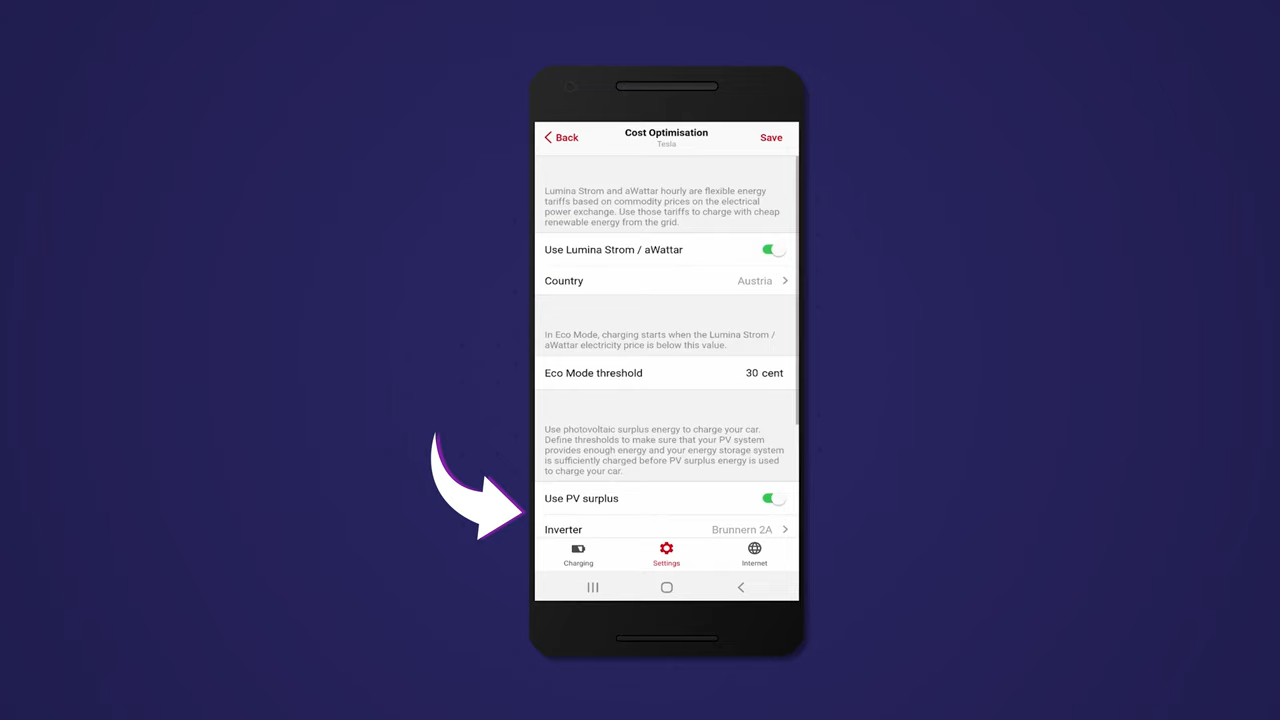 Back
Cost Optimisation
Save
Tesla
Lumina Strom and aWattar hourly are flexible energy
tariffs based on commodity prices on the electrical
power exchange. Use those tariffs to charge with cheap
renewable energy from the grid.
Use Lumina Strom / aWattar
Country
Austria
In Eco Mode, charging starts when the Lumina Strom /
aWattar electricity price is below this value.
Eco Mode threshold
30 cent
Use photovoltaic surplus energy to charge your car.
Define thresholds to make sure that your PV system
provides enough energy and your energy storage system
is sufficiently charged before PV surplus energy is used
to charge your car.
Use PV surplus
Inverter
Brunnern 2A
Charging
Settings
Internet